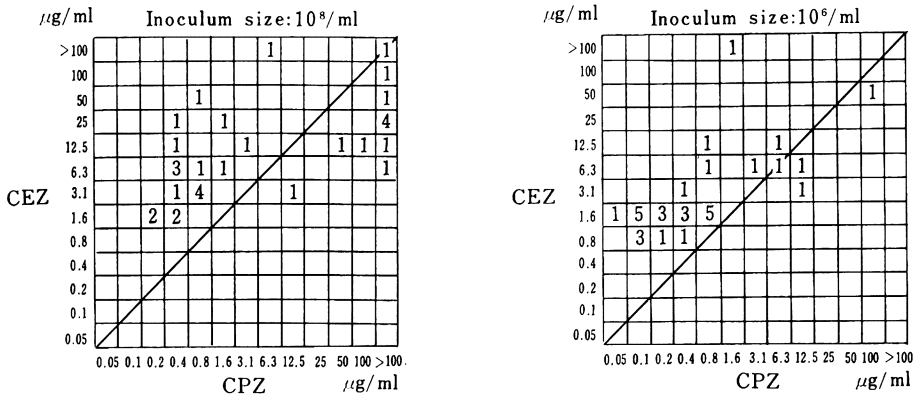 μg/ml Inoculum size:10⁸/ml
>100 1 1
100 1
50 1 1
25 1 1 4
12.5 1 1 1 1 1
6.3 3 1 1 1
CEZ
3.1 1 4 1
1.6 2 2
0.8
0.4
0.2
0.1
0.05
0.05 0.1 0.2 0.4 0.8 1.6 3.1 6.3 12.5 25 50 100 >100
CPZ μg/ml
μg/ml Inoculum size:10⁶/ml
>100 1
100
50 1
25
12.5 1 1
6.3 1 1 1 1
CEZ
3.1 1 1
1.6 1 5 3 3 5
0.8 3 1 1
0.4
0.2
0.1
0.05
0.05 0.1 0.2 0.4 0.8 1.6 3.1 6.3 12.5 25 50 100 >100
CPZ μg/ml